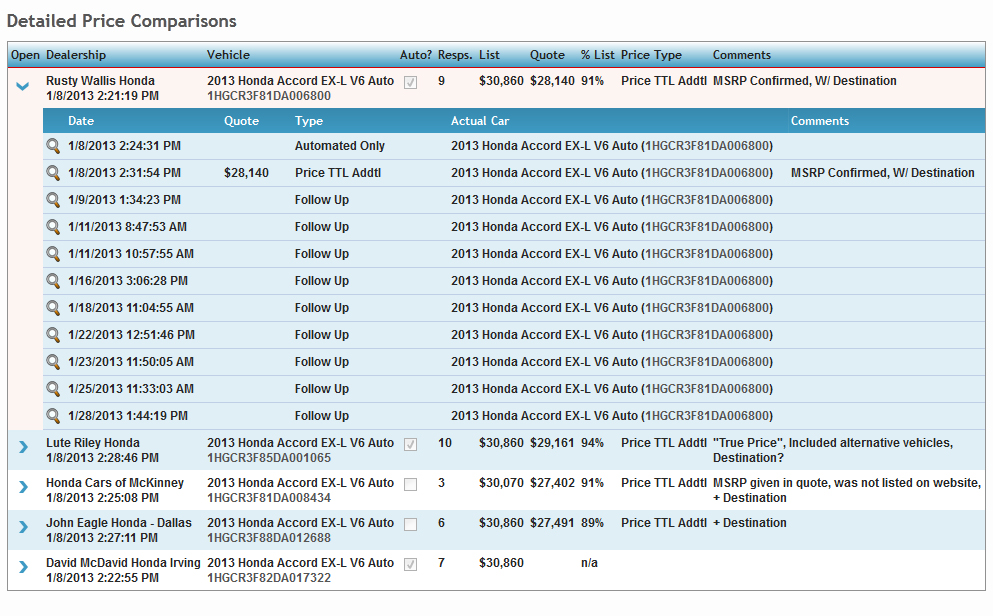 Detailed Price Comparisons
Open Dealership Vehicle Auto? Resps. List Quote % List Price Type Comments
Rusty Wallis Honda 2013 Honda Accord EX-L V6 Auto 9 $30,860 $28,140 91% Price TTL Addtl MSRP Confirmed, W/ Destination
1/8/2013 2:21:19 PM 1HGCR3F81DA006800
Date Quote Type Actual Car Comments
1/8/2013 2:24:31 PM Automated Only 2013 Honda Accord EX-L V6 Auto (1HGCR3F81DA006800)
1/8/2013 2:31:54 PM $28,140 Price TTL Addtl 2013 Honda Accord EX-L V6 Auto (1HGCR3F81DA006800) MSRP Confirmed, W/ Destination
1/9/2013 1:34:23 PM Follow Up 2013 Honda Accord EX-L V6 Auto (1HGCR3F81DA006800)
1/11/2013 8:47:53 AM Follow Up 2013 Honda Accord EX-L V6 Auto (1HGCR3F81DA006800)
1/11/2013 10:57:55 AM Follow Up 2013 Honda Accord EX-L V6 Auto (1HGCR3F81DA006800)
1/16/2013 3:06:28 PM Follow Up 2013 Honda Accord EX-L V6 Auto (1HGCR3F81DA006800)
1/18/2013 11:04:55 AM Follow Up 2013 Honda Accord EX-L V6 Auto (1HGCR3F81DA006800)
1/22/2013 12:51:46 PM Follow Up 2013 Honda Accord EX-L V6 Auto (1HGCR3F81DA006800)
1/23/2013 11:50:05 AM Follow Up 2013 Honda Accord EX-L V6 Auto (1HGCR3F81DA006800)
1/25/2013 11:33:03 AM Follow Up 2013 Honda Accord EX-L V6 Auto (1HGCR3F81DA006800)
1/28/2013 1:44:19 PM Follow Up 2013 Honda Accord EX-L V6 Auto (1HGCR3F81DA006800)
Lute Riley Honda 2013 Honda Accord EX-L V6 Auto 10 $30,860 $29,161 94% Price TTL Addtl "True Price", Included alternative vehicles,
1/8/2013 2:28:46 PM 1HGCR3F85DA001065 Destination?
Honda Cars of McKinney 2013 Honda Accord EX-L V6 Auto 3 $30,070 $27,402 91% Price TTL Addtl MSRP given in quote, was not listed on website,
1/8/2013 2:25:08 PM 1HGCR3F81DA008434 + Destination
John Eagle Honda - Dallas 2013 Honda Accord EX-L V6 Auto 6 $30,860 $27,491 89% Price TTL Addtl + Destination
1/8/2013 2:27:11 PM 1HGCR3F88DA012688
David McDavid Honda Irving 2013 Honda Accord EX-L V6 Auto 7 $30,860 n/a
1/8/2013 2:22:55 PM 1HGCR3F82DA017322